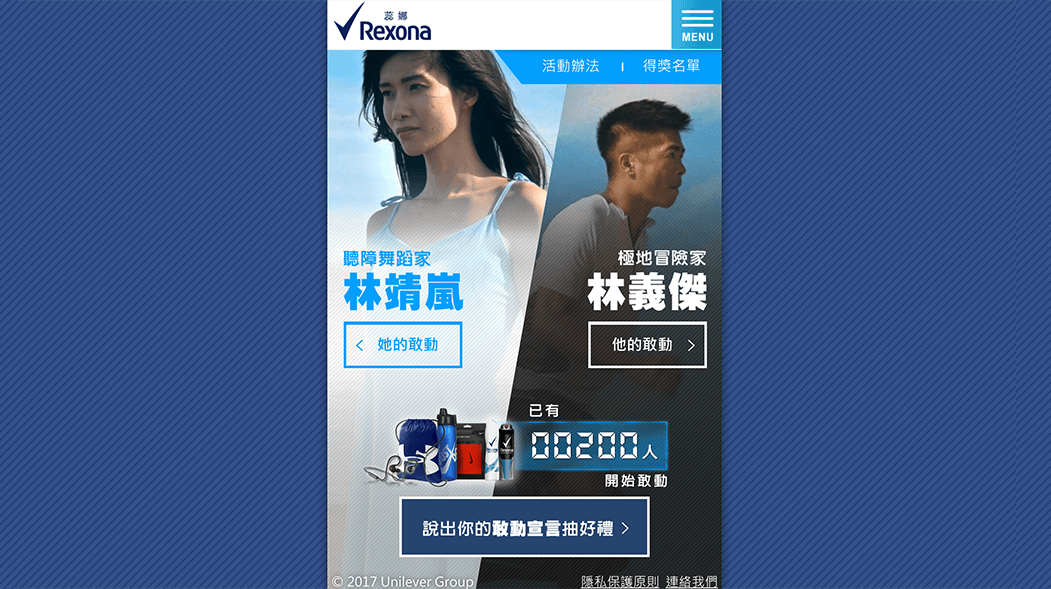 蕊娜
Rexona
MENU
活動辦法 | 得獎名單
聽障舞蹈家
林靖嵐
她的敢動
極地冒險家
林義傑
他的敢動
已有
00200人
開始敢動
說出你的敢動宣言抽好禮
© 2017 Unilever Group
隱私保護原則 連絡我們